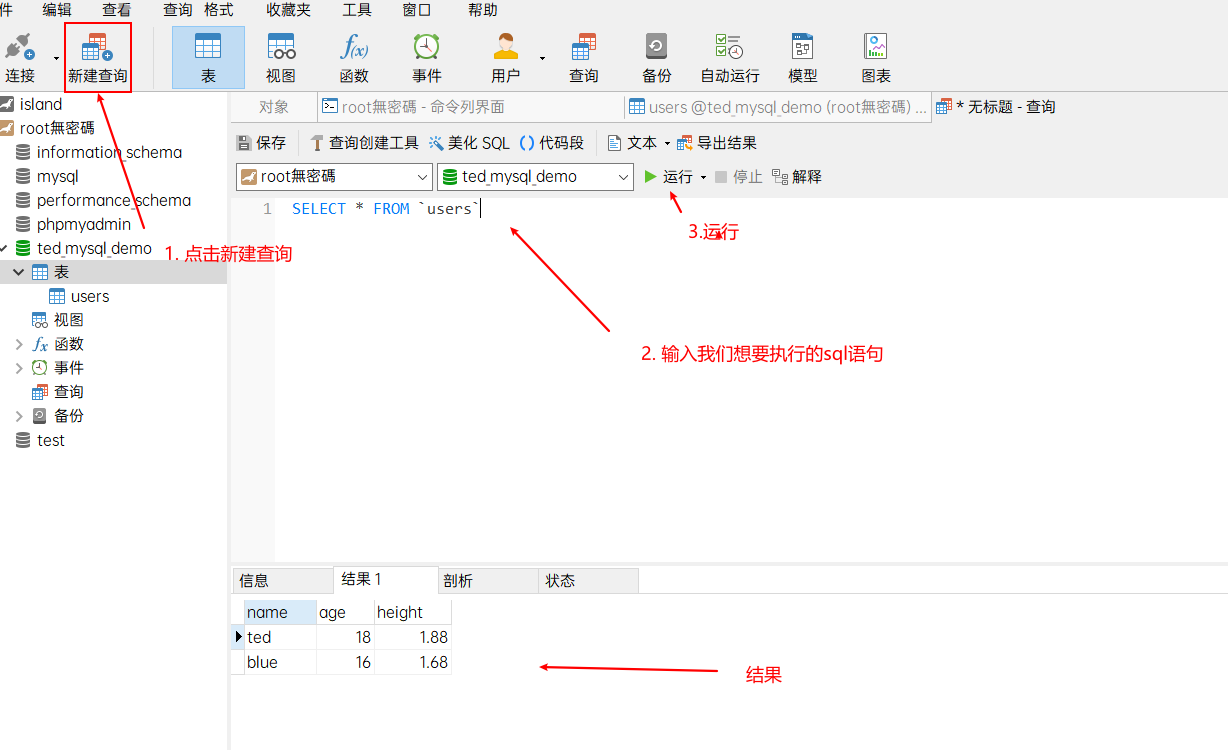 件 编辑 查看 查询 格式 收藏夹 工具 窗口 帮助
连接 新建查询 表 视图 函数 事件 用户 查询 备份 自动运行 模型 图表
island
root無密碼
information_schema
mysql
performance_schema
phpmyadmin
ted_mysql_demo
表
users
视图
函数
事件
查询
备份
test
1. 点击新建查询
对象 root無密碼 - 命令列界面 users @ted_mysql_demo (root無密碼) ... * 无标题 - 查询
保存 查询创建工具 美化 SQL 代码段 文本 导出结果
root無密碼 ted_mysql_demo 运行 停止 解释
1 SELECT * FROM `users`
3.运行
2. 输入我们想要执行的sql语句
信息 结果 1 剖析 状态
name age height
ted 18 1.88
blue 16 1.68
结果